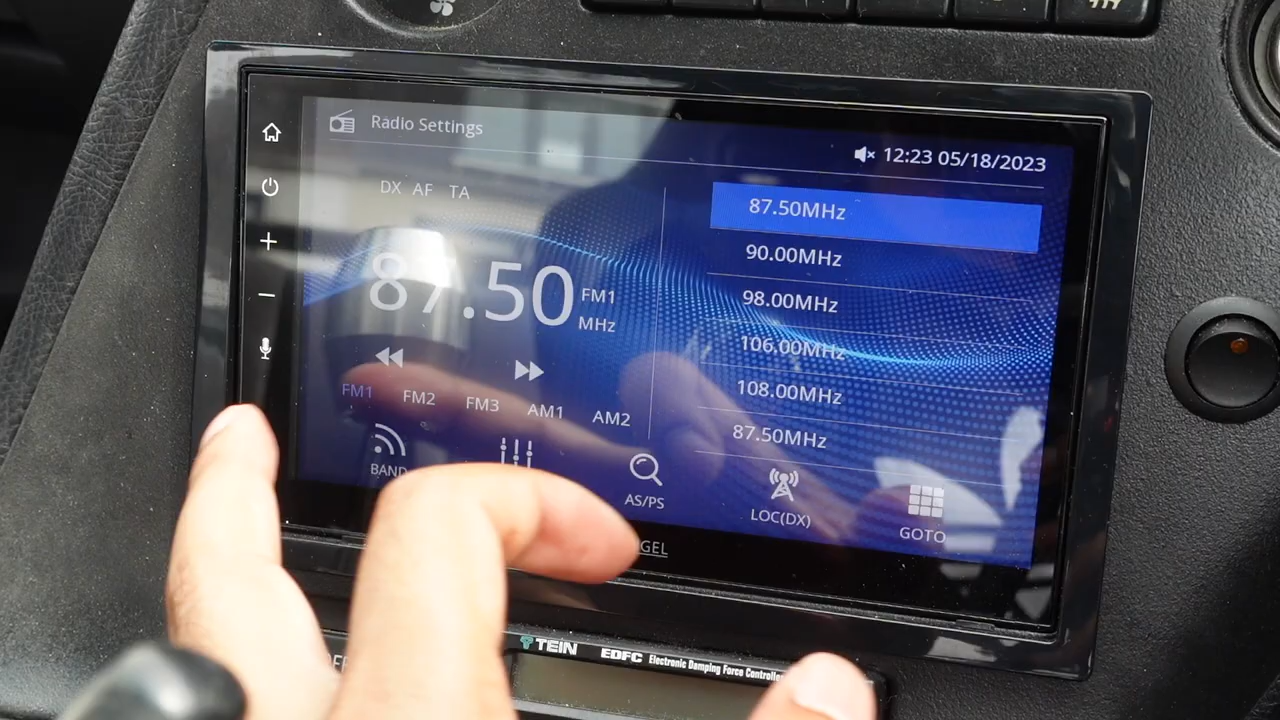 Radio Settings
12:23 05/18/2023
DX AF TA
87.50
FM1
MHz
FM1 FM2 FM3 AM1 AM2
BAND
AS/PS
LOC(DX)
GOTO
87.50MHz
90.00MHz
98.00MHz
106.00MHz
108.00MHz
87.50MHz
GEL
TEIN EDFC Electronic Damping Force Controller